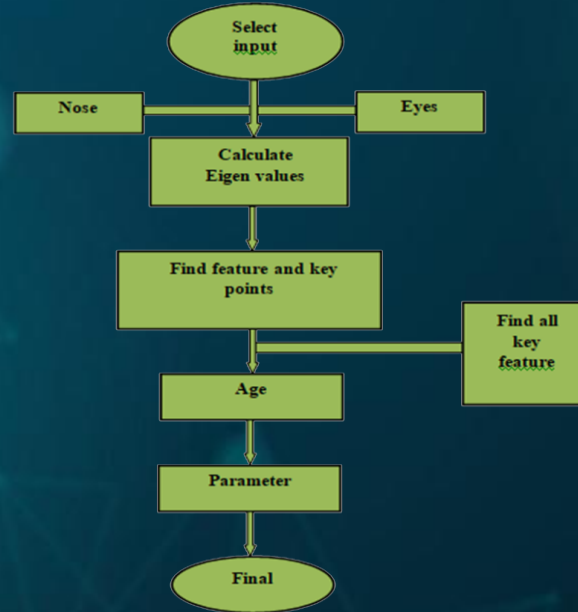 Select
input
Nose
Eyes
Calculate
Eigen values
Find feature and key
points
Find all
key
feature
Age
Parameter
Final